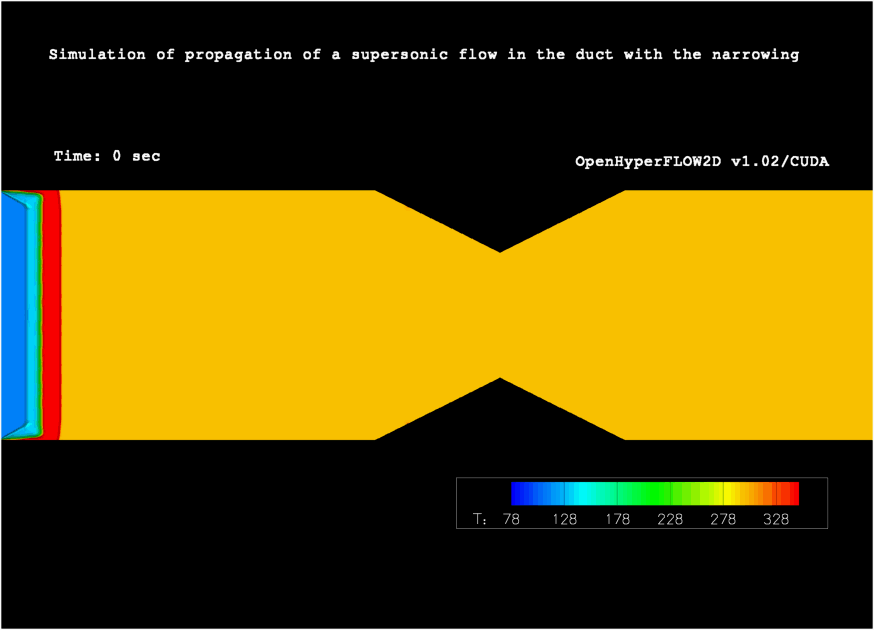 Simulation of propagation of a supersonic flow in the duct with the narrowing
Time: 0 sec
OpenHyperFLOW2D v1.02/CUDA
T: 78 128 178 228 278 328